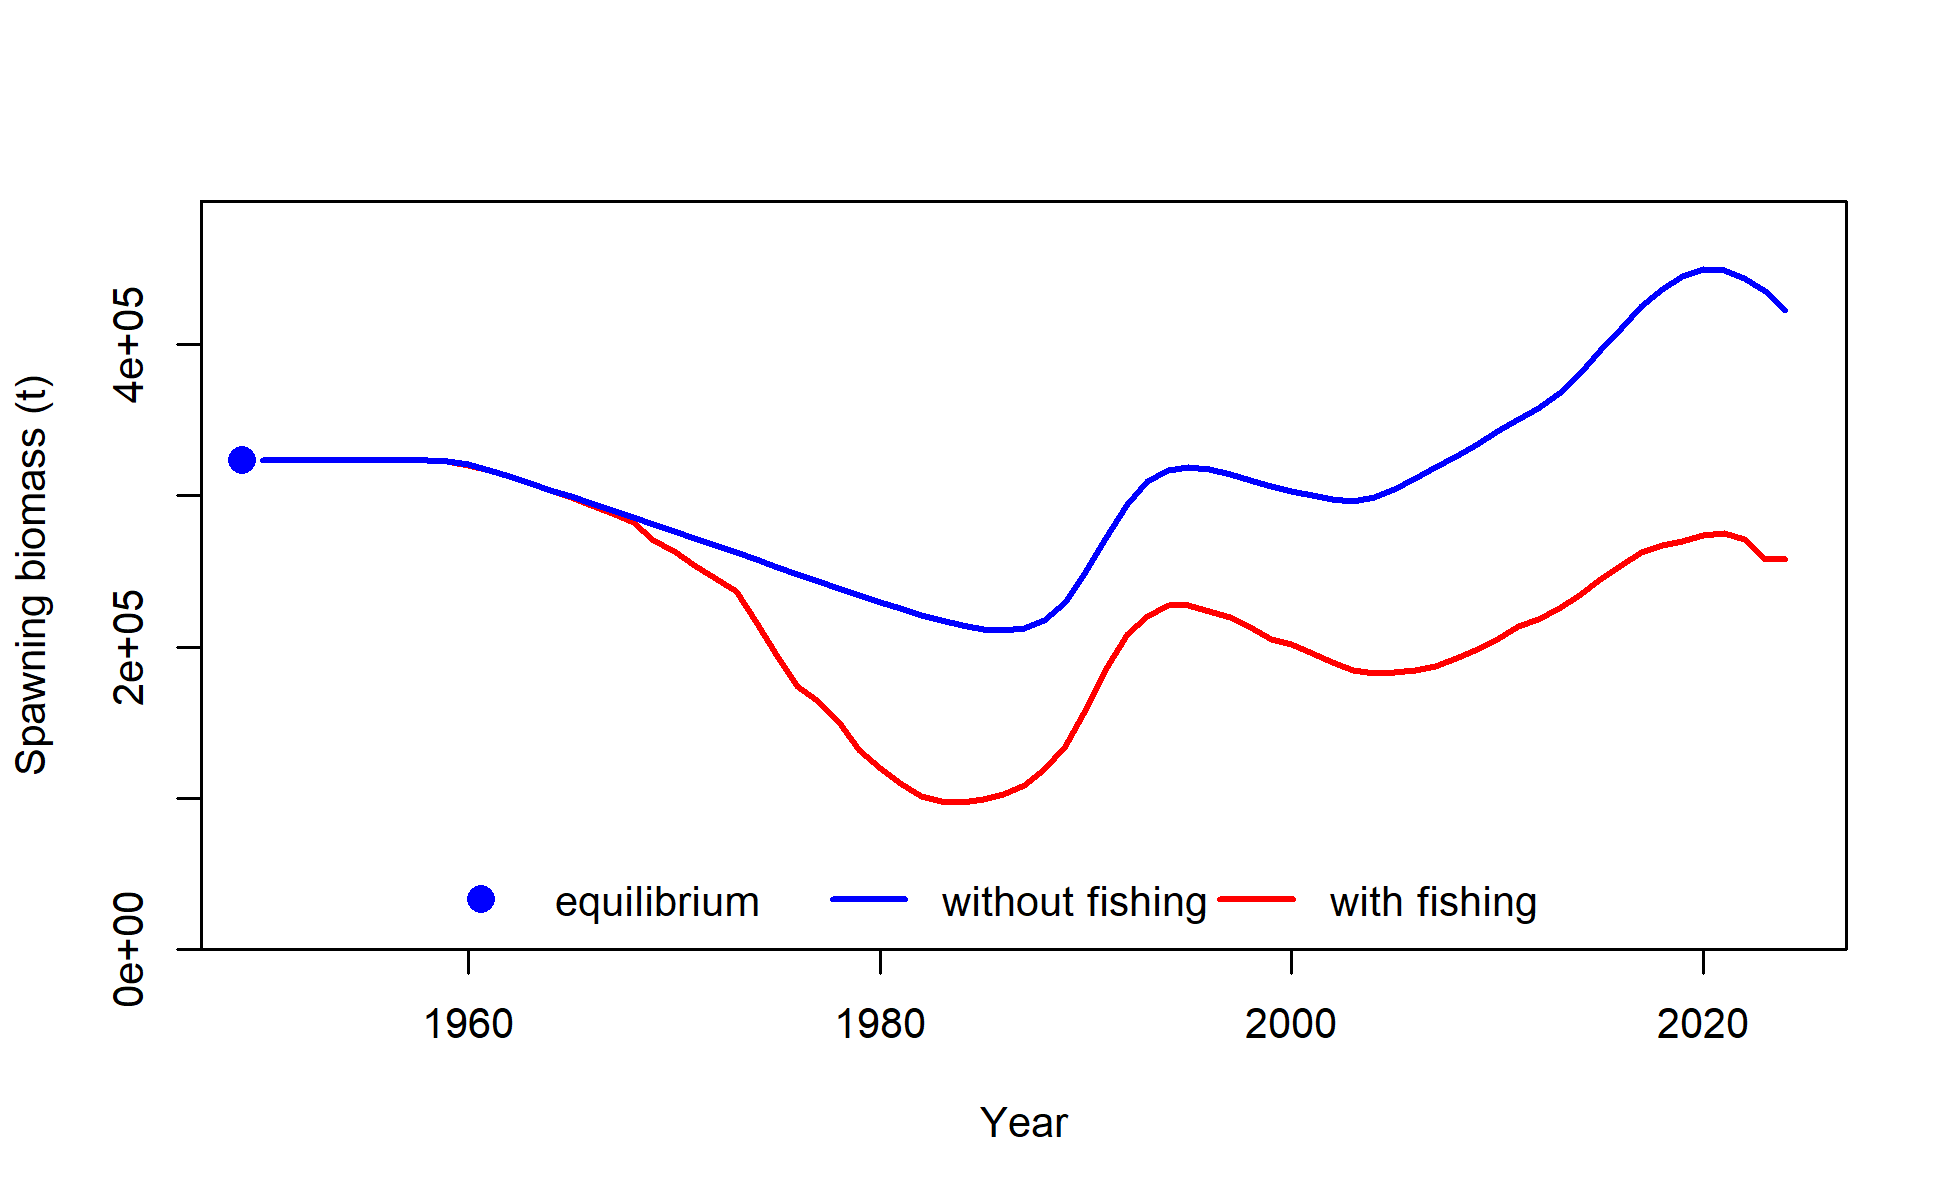 Spawning biomass (t)
4e+05
2e+05
0e+00
equilibrium without fishing with fishing
1960 1980 2000 2020
Year